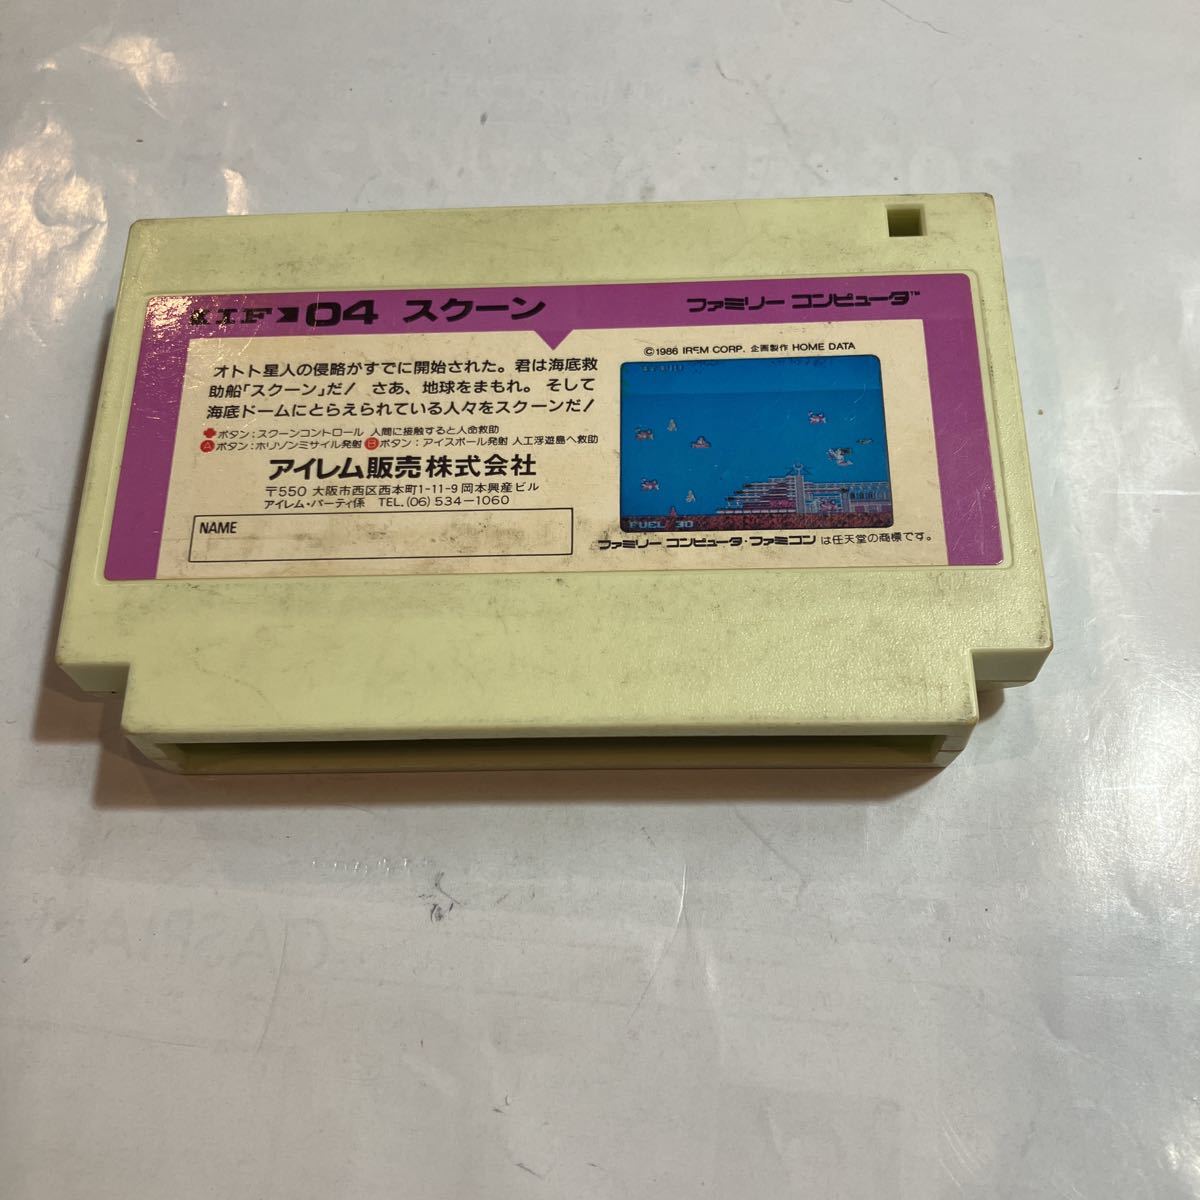 IF 04 スクーン
ファミリー コンピュータ™
オトト星人の侵略がすでに開始された。君は海底救
助船「スクーン」だ! さあ、地球をまもれ。そして
海底ドームにとらえられている人々をスクーンだ!
ボタン:スクーンコントロール 人間に接触すると人命救助
Ⓐボタン:ホリゾンミサイル発射 Ⓑボタン:アイスボール発射 人工浮遊島へ救助
アイレム販売株式会社
〒550 大阪市西区西本町1-11-9 岡本興産ビル
アイレム・パーティ係 TEL.(06)534-1060
NAME
©1986 IREM CORP. 企画製作 HOME DATA
FUEL 30
ファミリー コンピュータ・ファミコン は任天堂の商標です。